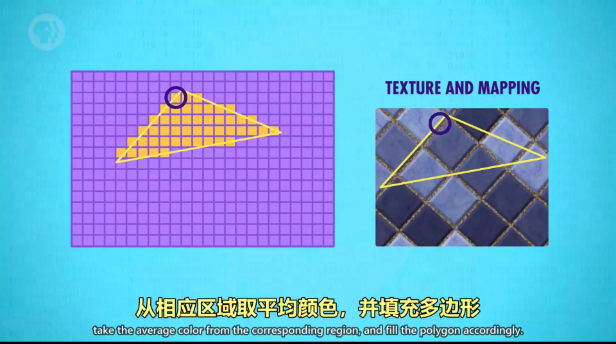 TEXTURE AND MAPPING
从相应区域取平均颜色，并填充多边形
take the average color from the corresponding region, and fill the polygon accordingly.